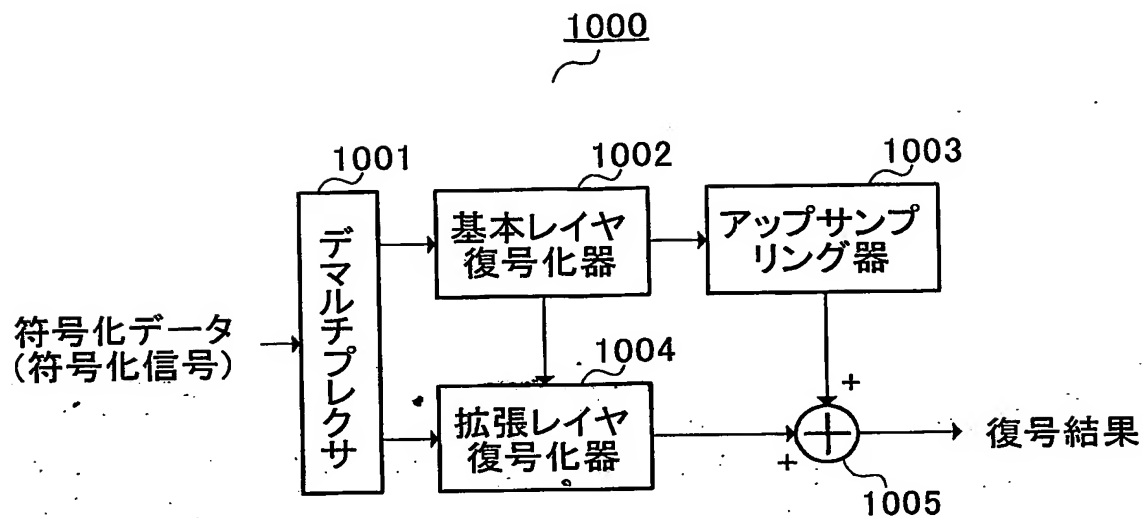 1000
1001
デマルチプレクサ
1002
基本レイヤ
復号化器
1003
アップサンプ
リング器
符号化データ
(符号化信号)
1004
拡張レイヤ
復号化器
+
+
1005
復号結果